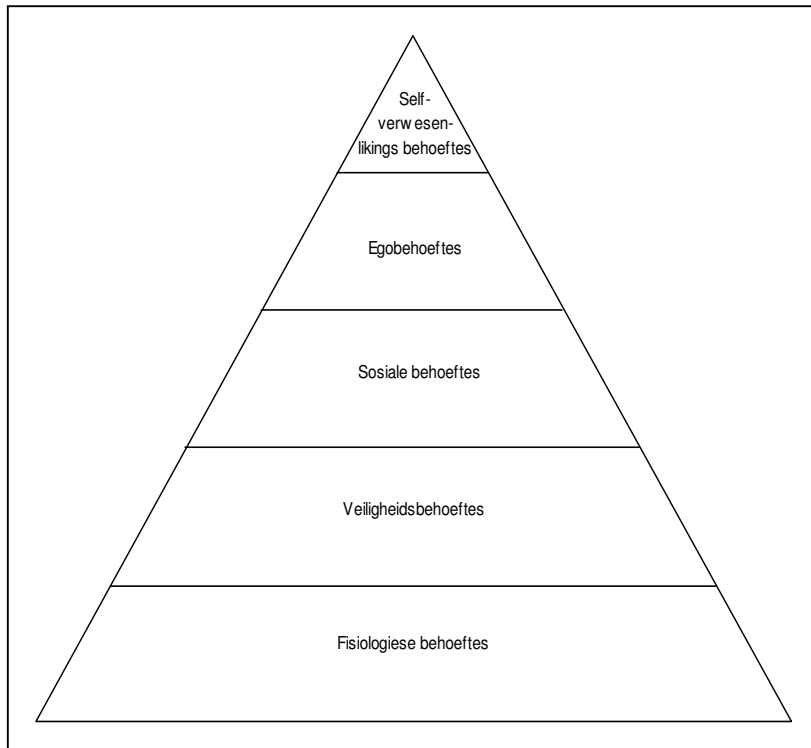 Self-
verwesen-
likings behoeftes
Egobehoeftes
Sosiale behoeftes
Veiligheidsbehoeftes
Fisiologiese behoeftes